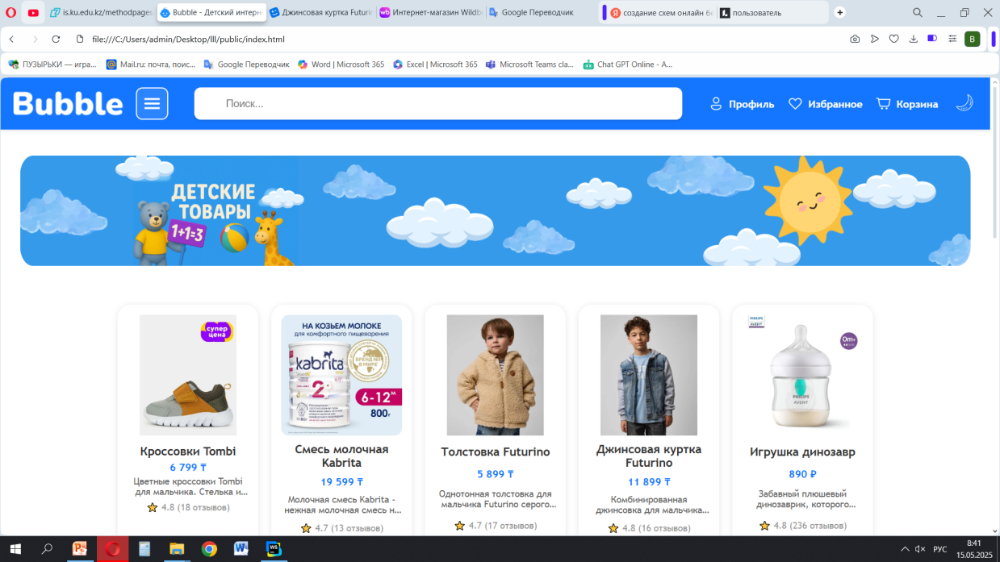 is.ku.edu.kz/methodpages
Bubble - Детский интерн
Джинсовая куртка Futurin
Интернет-магазин Wildb
Google Переводчик
создание схем онлайн бе
пользователь
file:///C:/Users/admin/Desktop/lll/public/index.html
B
ПУЗЫРЬКИ — игра...
Mail.ru: почта, поис...
Google Переводчик
Word | Microsoft 365
Excel | Microsoft 365
Microsoft Teams cla...
Chat GPT Online - A...
Bubble
Поиск...
Профиль
Избранное
Корзина
ДЕТСКИЕ
ТОВАРЫ
1+1=3
супер
цена
Кроссовки Tombi
6 799 ₸
Цветные кроссовки Tombi
для мальчика. Стелька и...
4.8 (18 отзывов)
НА КОЗЬЕМ МОЛОКЕ
для комфортного пищеварения
kabrita
БРЕНД №1
В МИРЕ
2
6-12 М
800г
Смесь молочная
Kabrita
19 599 ₸
Молочная смесь Kabrita -
нежная молочная смесь н...
4.7 (13 отзывов)
Толстовка Futurino
5 899 ₸
Однотонная толстовка для
мальчика Futurino серого...
4.7 (17 отзывов)
Джинсовая куртка
Futurino
11 899 ₸
Комбинированная
джинсовка для мальчика...
4.8 (16 отзывов)
PHILIPS
AVENT
0m+
PHILIPS
AVENT
Игрушка динозавр
890 ₽
Забавный плюшевый
динозаврик, которого...
4.8 (236 отзывов)
РУС
8:41
15.05.2025